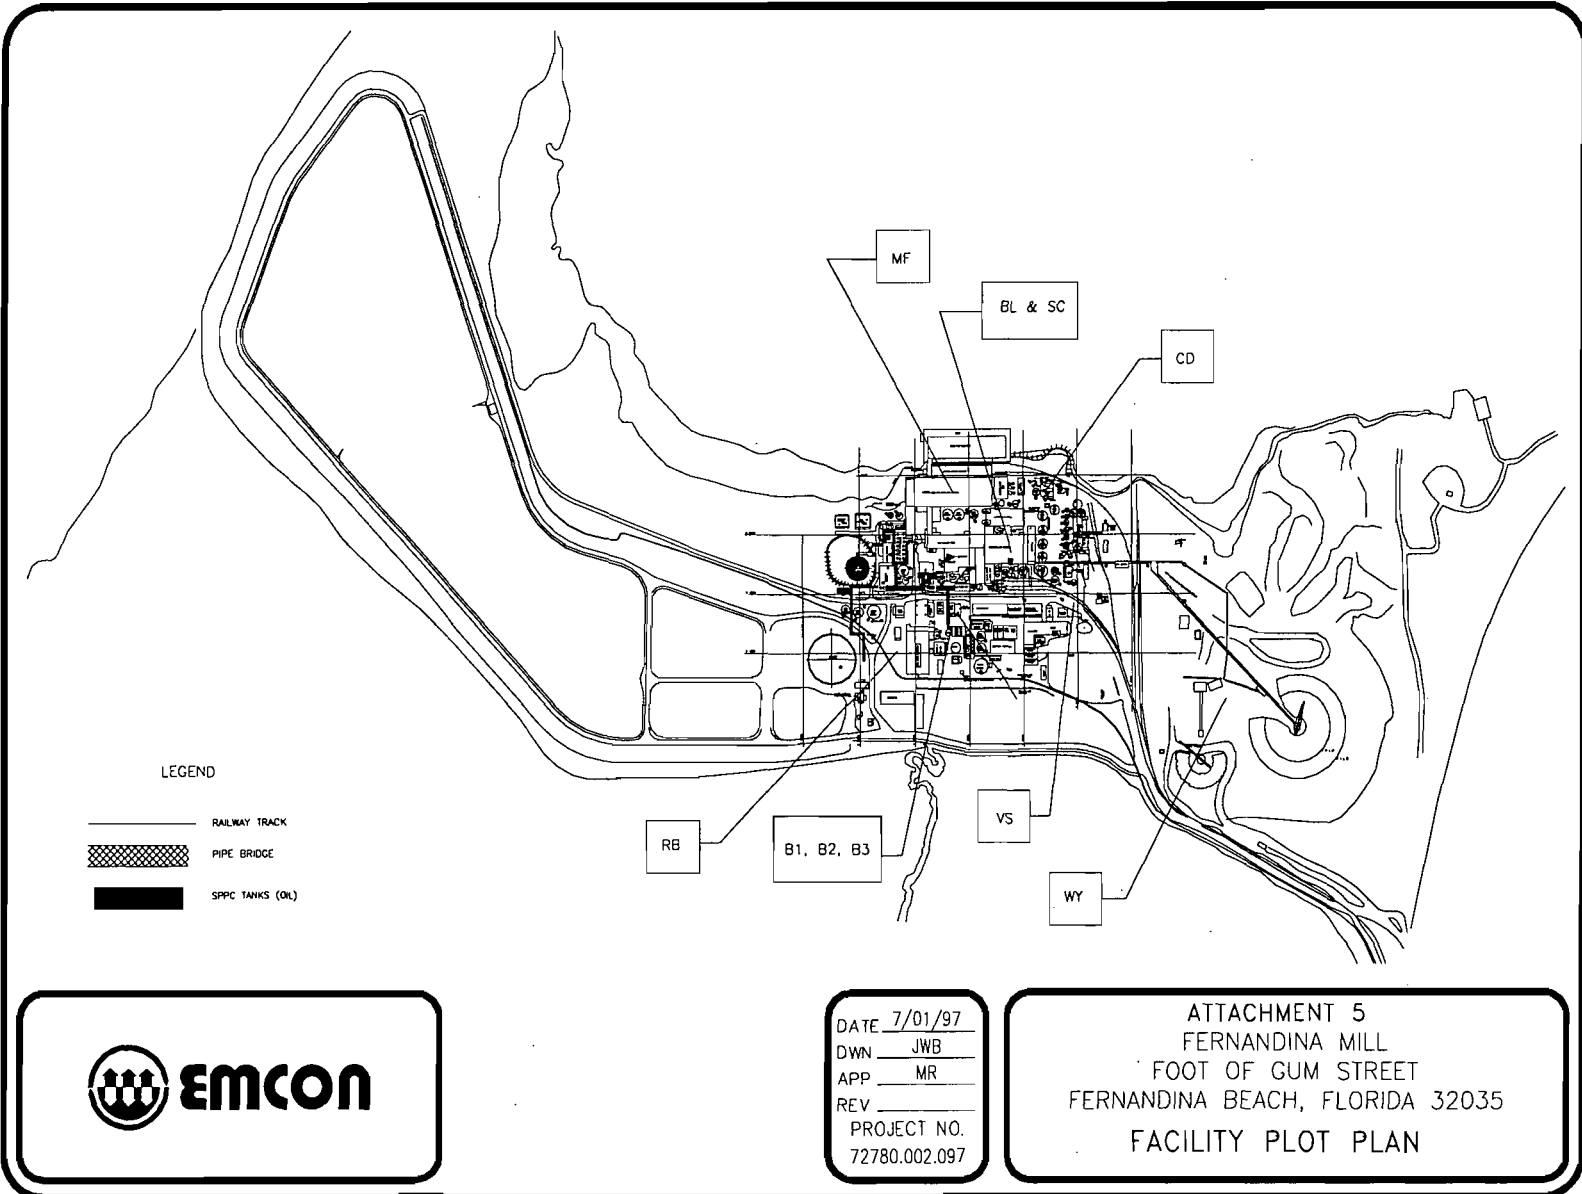 MF
BL & SC
CD
LEGEND
RAILWAY TRACK
PIPE BRIDGE
SPPC TANKS (OIL)
RB
B1, B2, B3
VS
WY
EMCON
DATE 7/01/97
DWN JWB
APP MR
REV
PROJECT NO.
72780.002.097
ATTACHMENT 5
FERNANDINA MILL
FOOT OF GUM STREET
FERNANDINA BEACH, FLORIDA 32035
FACILITY PLOT PLAN